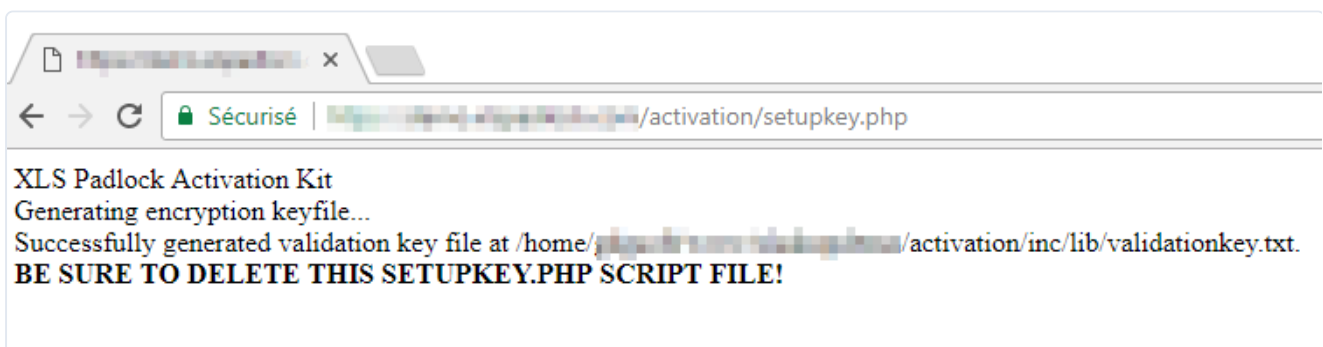 Sécurisé | /activation/setupkey.php
XLS Padlock Activation Kit
Generating encryption keyfile...
Successfully generated validation key file at /home/ /activation/inc/lib/validationkey.txt.
BE SURE TO DELETE THIS SETUPKEY.PHP SCRIPT FILE!